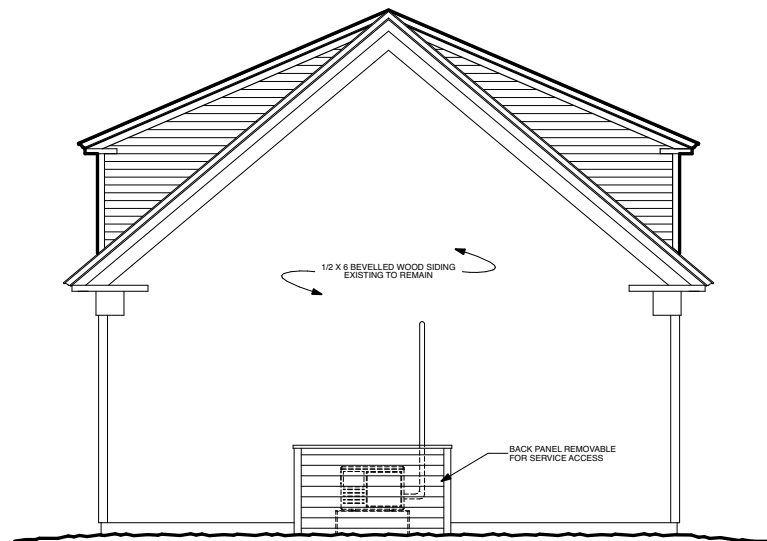 1/2 X 6 BEVELLED WOOD SIDING
EXISTING TO REMAIN
BACK PANEL REMOVABLE
FOR SERVICE ACCESS